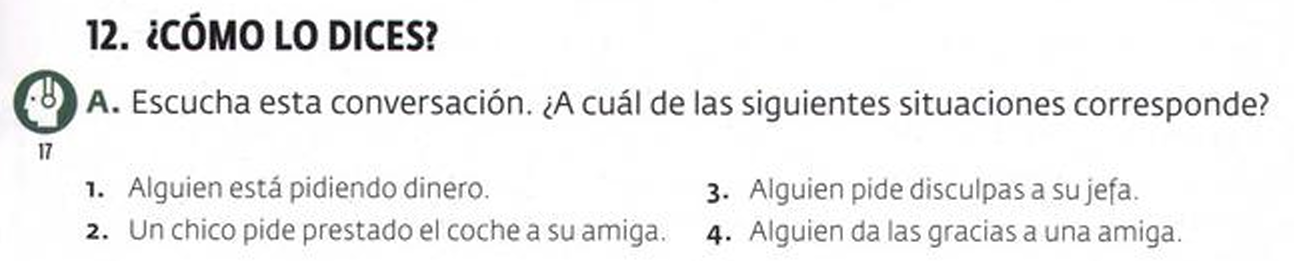 12. ¿CÓMO LO DICES?
A. Escucha esta conversación. ¿A cuál de las siguientes situaciones corresponde?
17
1. Alguien está pidiendo dinero.
2. Un chico pide prestado el coche a su amiga.
3. Alguien pide disculpas a su jefa.
4. Alguien da las gracias a una amiga.